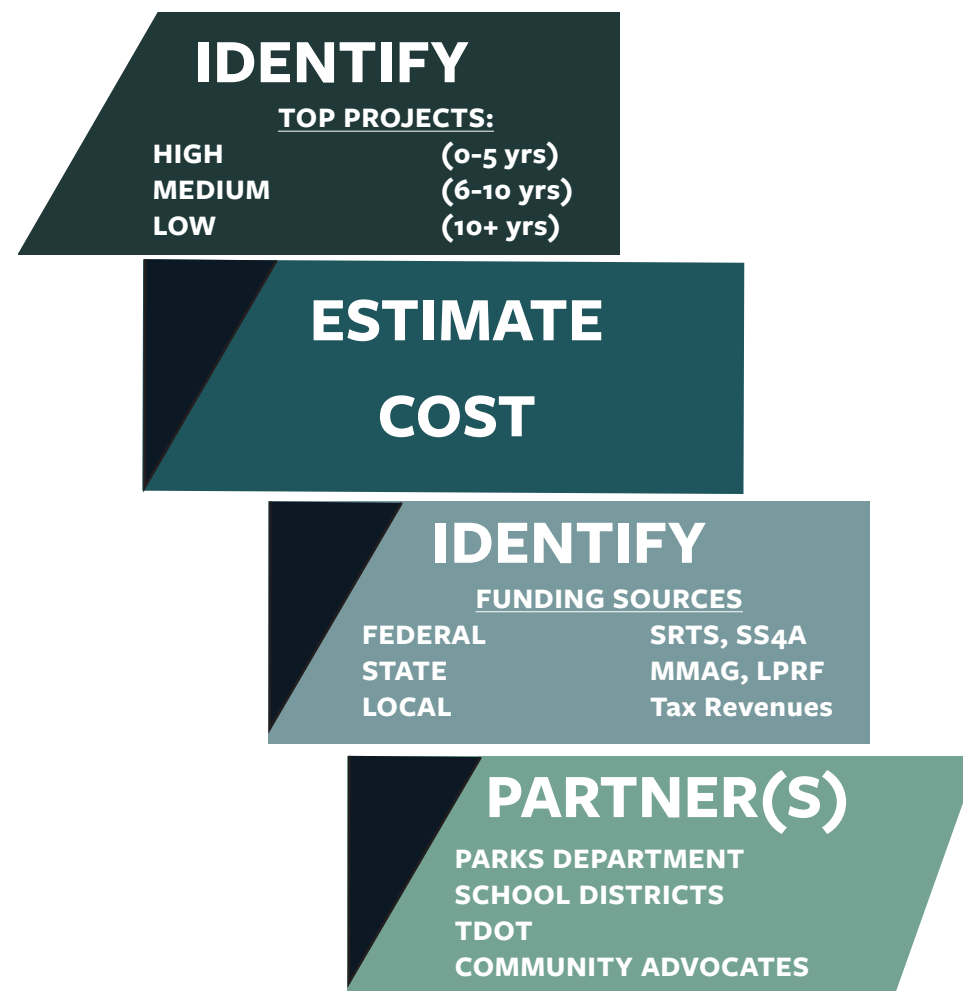 IDENTIFY
TOP PROJECTS:
HIGH (0-5 yrs)
MEDIUM (6-10 yrs)
LOW (10+ yrs)
ESTIMATE
COST
IDENTIFY
FUNDING SOURCES
FEDERAL SRTS, SS4A
STATE MMAG, LPRF
LOCAL Tax Revenues
PARTNER(S)
PARKS DEPARTMENT
SCHOOL DISTRICTS
TDOT
COMMUNITY ADVOCATES